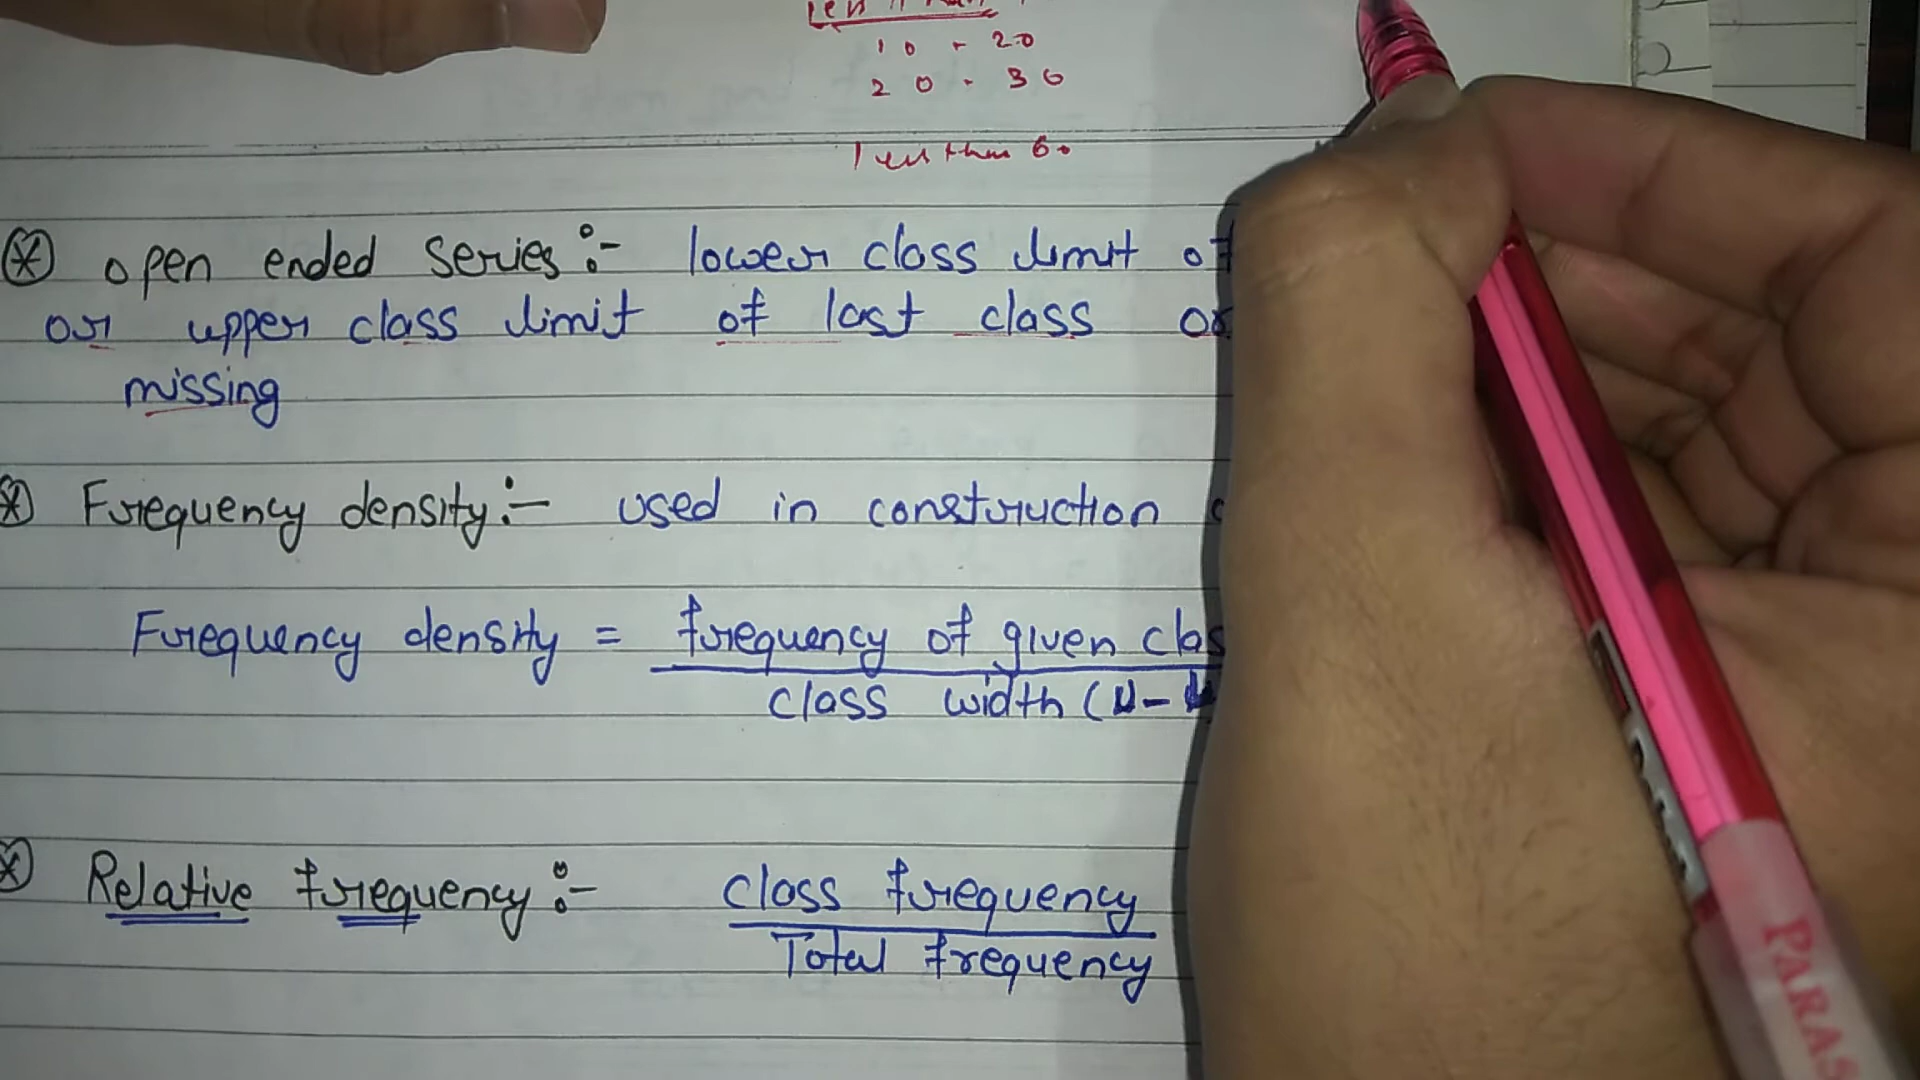 Less than
10 - 20
20 - 30
less than 60
open ended series :- lower class limit of
or upper class limit of last class or
missing
Frequency density :- used in construction
Frequency density = frequency of given clas
class width (U-L
Relative frequency :- class frequency
Total frequency
PARAS